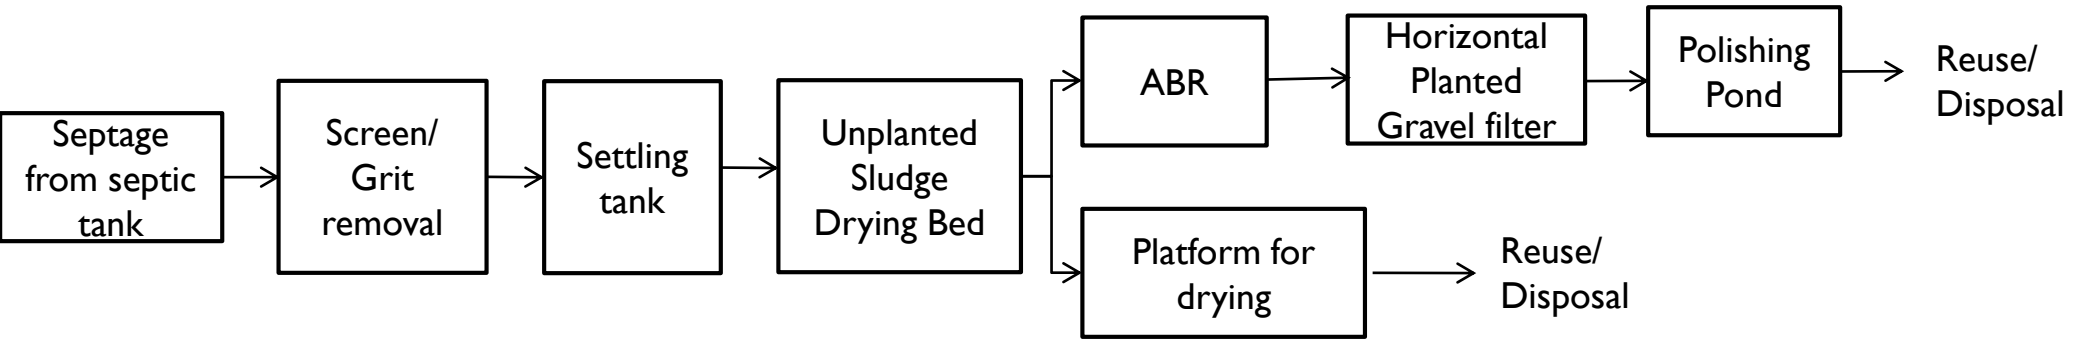 Septage
from septic
tank
Screen/
Grit
removal
Settling
tank
Unplanted
Sludge
Drying Bed
ABR
Horizontal
Planted
Gravel filter
Polishing
Pond
Reuse/
Disposal
Platform for
drying
Reuse/
Disposal